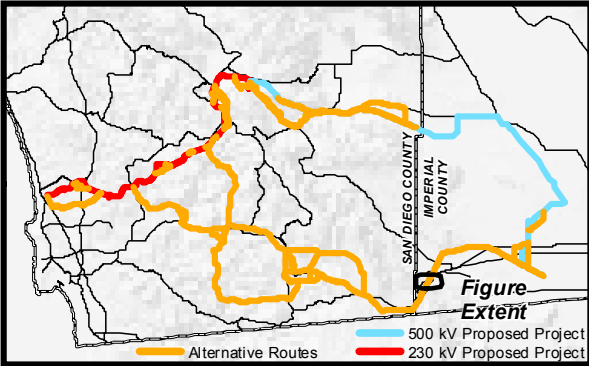 SAN DIEGO COUNTY
IMPERIAL
COUNTY
Figure
Extent
500 kV Proposed Project
Alternative Routes
230 kV Proposed Project